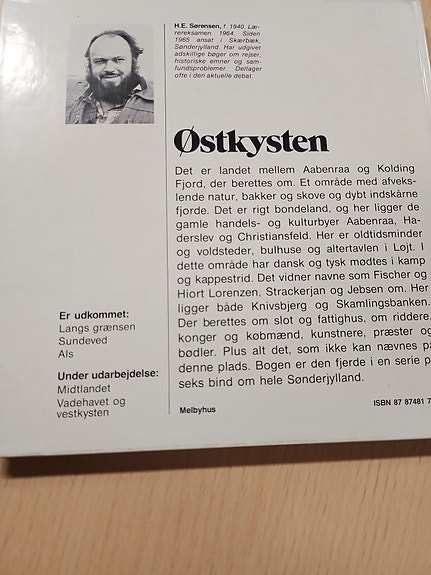 H.E. Sørensen, f. 1940. Læ-
rereksamen 1964. Siden
1965 ansat i Skærbæk,
Sønderjylland. Har udgivet
adskillige bøger om rejser,
historiske emner og sam-
fundsproblemer. Deltager
ofte i den aktuelle debat.
Østkysten
Det er landet mellem Aabenraa og Kolding
Fjord, der berettes om. Et område med afveks-
lende natur, bakker og skove og dybt indskårne
fjorde. Det er rigt bondeland, og her ligger de
gamle handels- og kulturbyer Aabenraa, Ha-
derslev og Christiansfeld. Her er oldtidsminder
og voldsteder, bulhuse og altertavlen i Løjt. I
dette område har dansk og tysk mødtes i kamp
og kappestrid. Det vidner navne som Fischer og
Hiort Lorenzen, Strackerjan og Jebsen om. Her
ligger både Knivsbjerg og Skamlingsbanken.
Der berettes om slot og fattighus, om riddere,
konger og købmænd, kunstnere, præster og
bødler. Plus alt det, som ikke kan nævnes på
denne plads. Bogen er den fjerde i en serie p
seks bind om hele Sønderjylland.
Er udkommet:
Langs grænsen
Sundeved
Als
Under udarbejdelse:
Midtlandet
Vadehavet og
vestkysten
Melbyhus
ISBN 87 87481 7